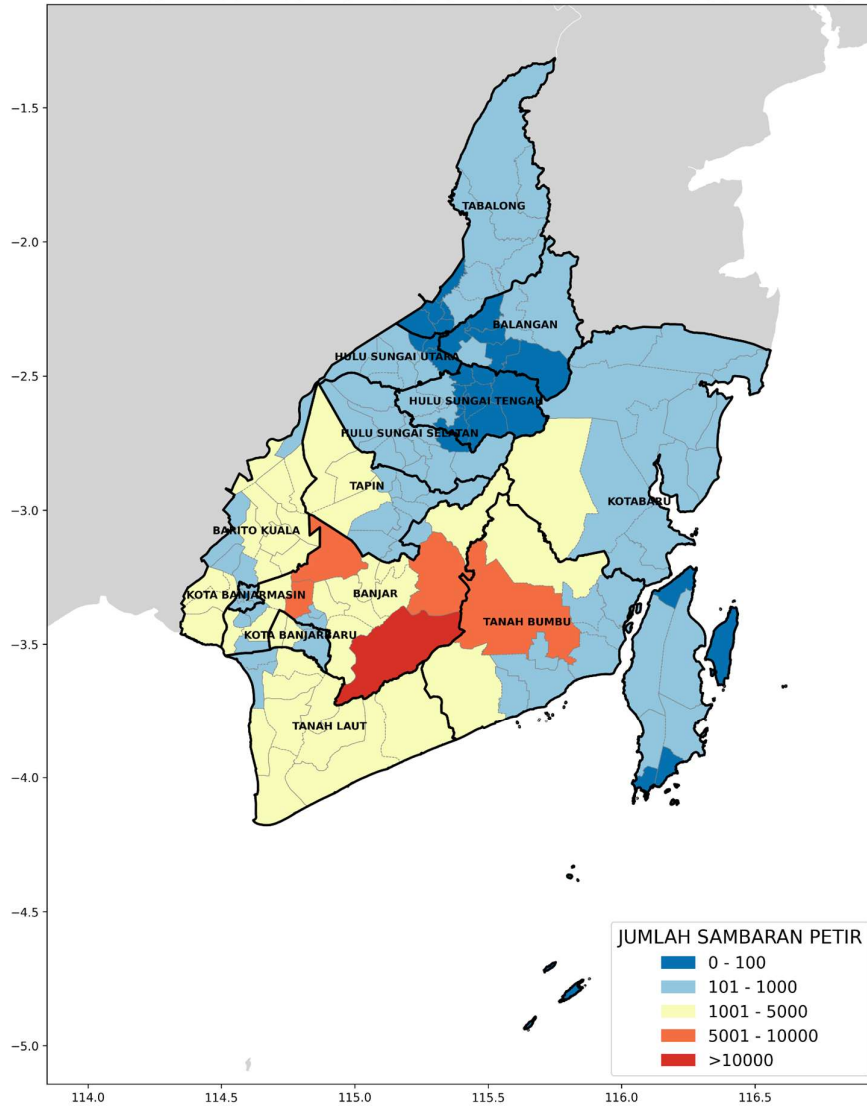 −1.5
−2.0
−2.5
−3.0
−3.5
−4.0
−4.5
−5.0
TABALONG
BALANGAN
HULU SUNGAI UTARA
HULU SUNGAI TENGAH
HULU SUNGAI SELATAN
TAPIN
KOTABARU
BARITO KUALA
KOTA BANJARMASIN
BANJAR
TANAH BUMBU
KOTA BANJARBARU
TANAH LAUT
JUMLAH SAMBARAN PETIR
0 - 100
101 - 1000
1001 - 5000
5001 - 10000
>10000
114.0 114.5 115.0 115.5 116.0 116.5